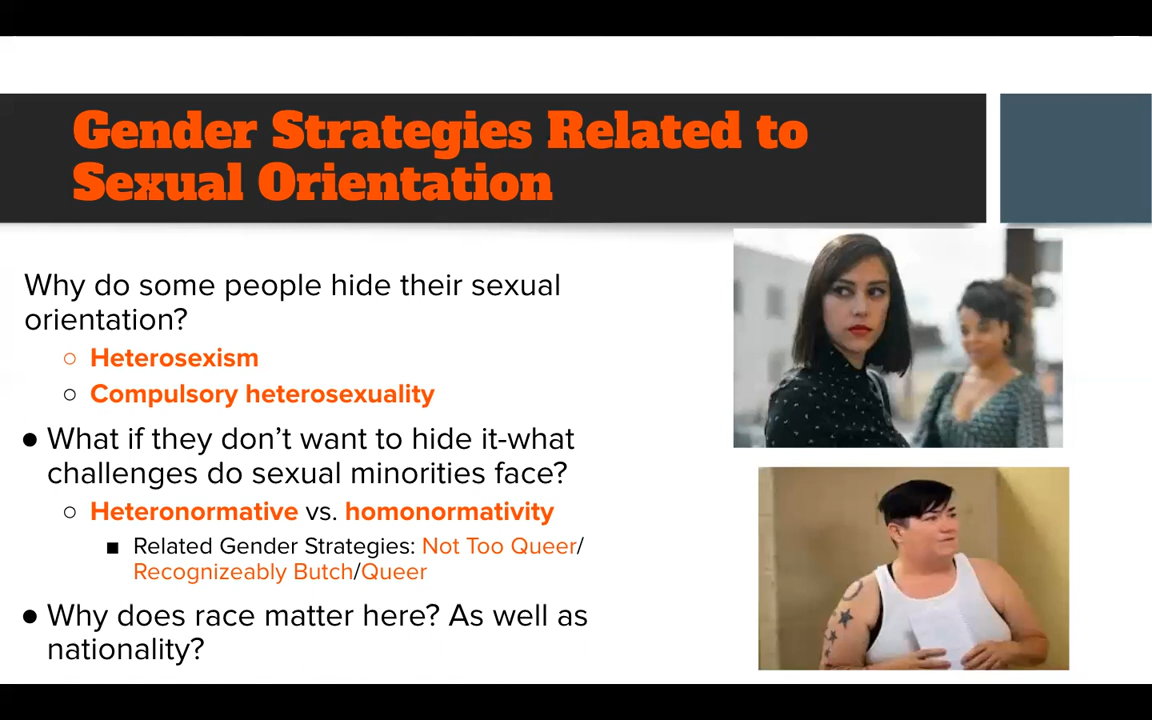 Gender Strategies Related to
Sexual Orientation
Why do some people hide their sexual
orientation?
○ Heterosexism
○ Compulsory heterosexuality
● What if they don’t want to hide it-what
challenges do sexual minorities face?
○ Heteronormative vs. homonormativity
■ Related Gender Strategies: Not Too Queer/
Recognizeably Butch/Queer
● Why does race matter here? As well as
nationality?